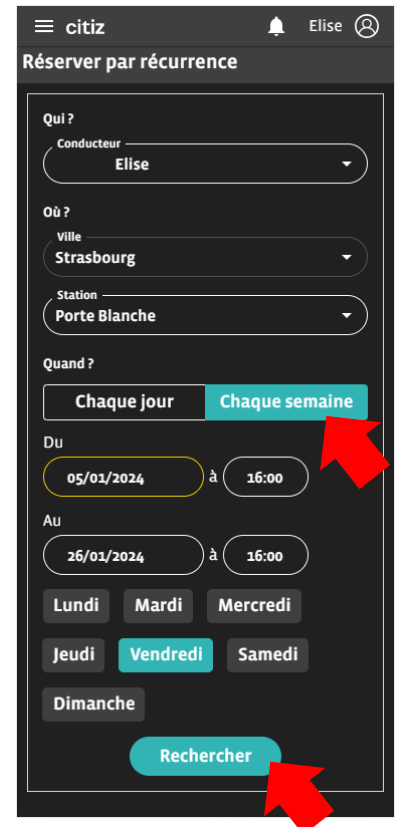 citiz Elise
Réserver par récurrence
Qui ?
Conducteur
Elise
Où ?
Ville
Strasbourg
Station
Porte Blanche
Quand ?
Chaque jour Chaque semaine
Du
05/01/2024 à 16:00
Au
26/01/2024 à 16:00
Lundi Mardi Mercredi
Jeudi Vendredi Samedi
Dimanche
Rechercher